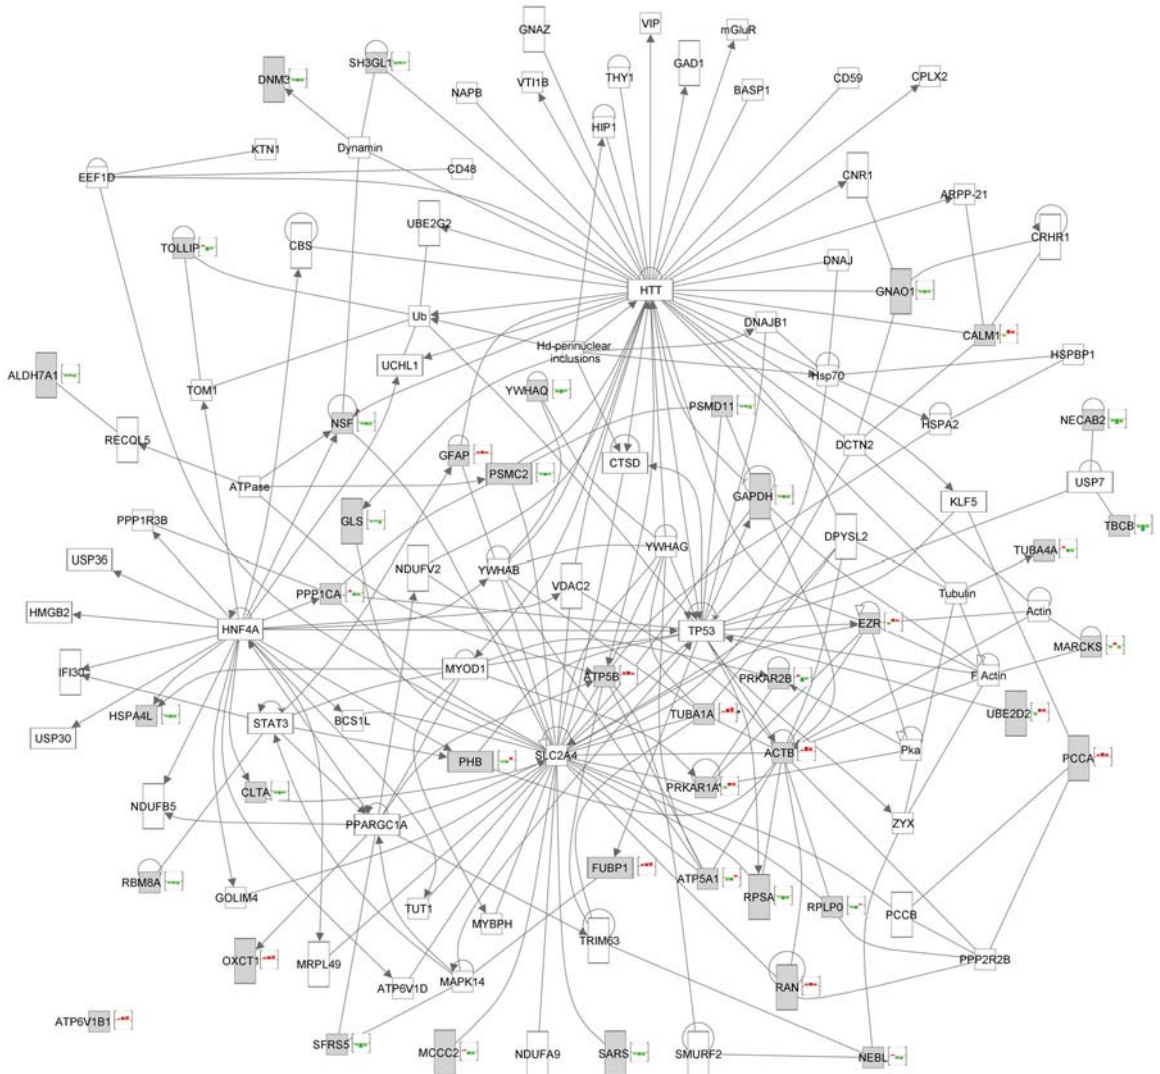 GNAZ
VIP
mGluR
SH3GL1
DNM3
VTI1B
THY1
GAD1
CD59
CPLX2
NAPB
BASP1
HIP1
KTN1
Dynamin
CD48
EEF1D
CNR1
ARPP-21
UBE2G2
CRHR1
TOLLIP
CBS
DNAJ
HTT
GNAO1
Ub
DNAJB1
CALM1
Hd-perinuclear
inclusions
HSPBP1
UCHL1
ALDH7A1
Hsp70
TOM1
YWHAQ
PSMD11
NECAB2
NSF
HSPA2
RECQL5
DCTN2
GFAP
CTSD
PSMC2
USP7
ATPase
GAPDH
KLF5
GLS
PPP1R3B
TBCB
DPYSL2
YWHAG
TUBA4A
USP36
NDUFV2
YWHAB
VDAC2
PPP1CA
Tubulin
HMGB2
Actin
HNF4A
TP53
EZR
MARCKS
IFI30
MYOD1
ATP5B
PRKAR2B
F Actin
HSPA4L
STAT3
BCS1L
TUBA1A
UBE2D2
USP30
SLC2A4
ACTB
Pka
PHB
PCCA
CLTA
PRKAR1A
NDUFB5
PPARGC1A
ZYX
FUBP1
ATP5A1
RBM8A
GOLIM4
RPSA
RPLP0
TUT1
PCCB
MYBPH
TRIM63
OXCT1
MRPL49
PPP2R2B
ATP6V1D
MAPK14
RAN
ATP6V1B1
SFRS5
MCCC2
NDUFA9
SARS
SMURF2
NEBL